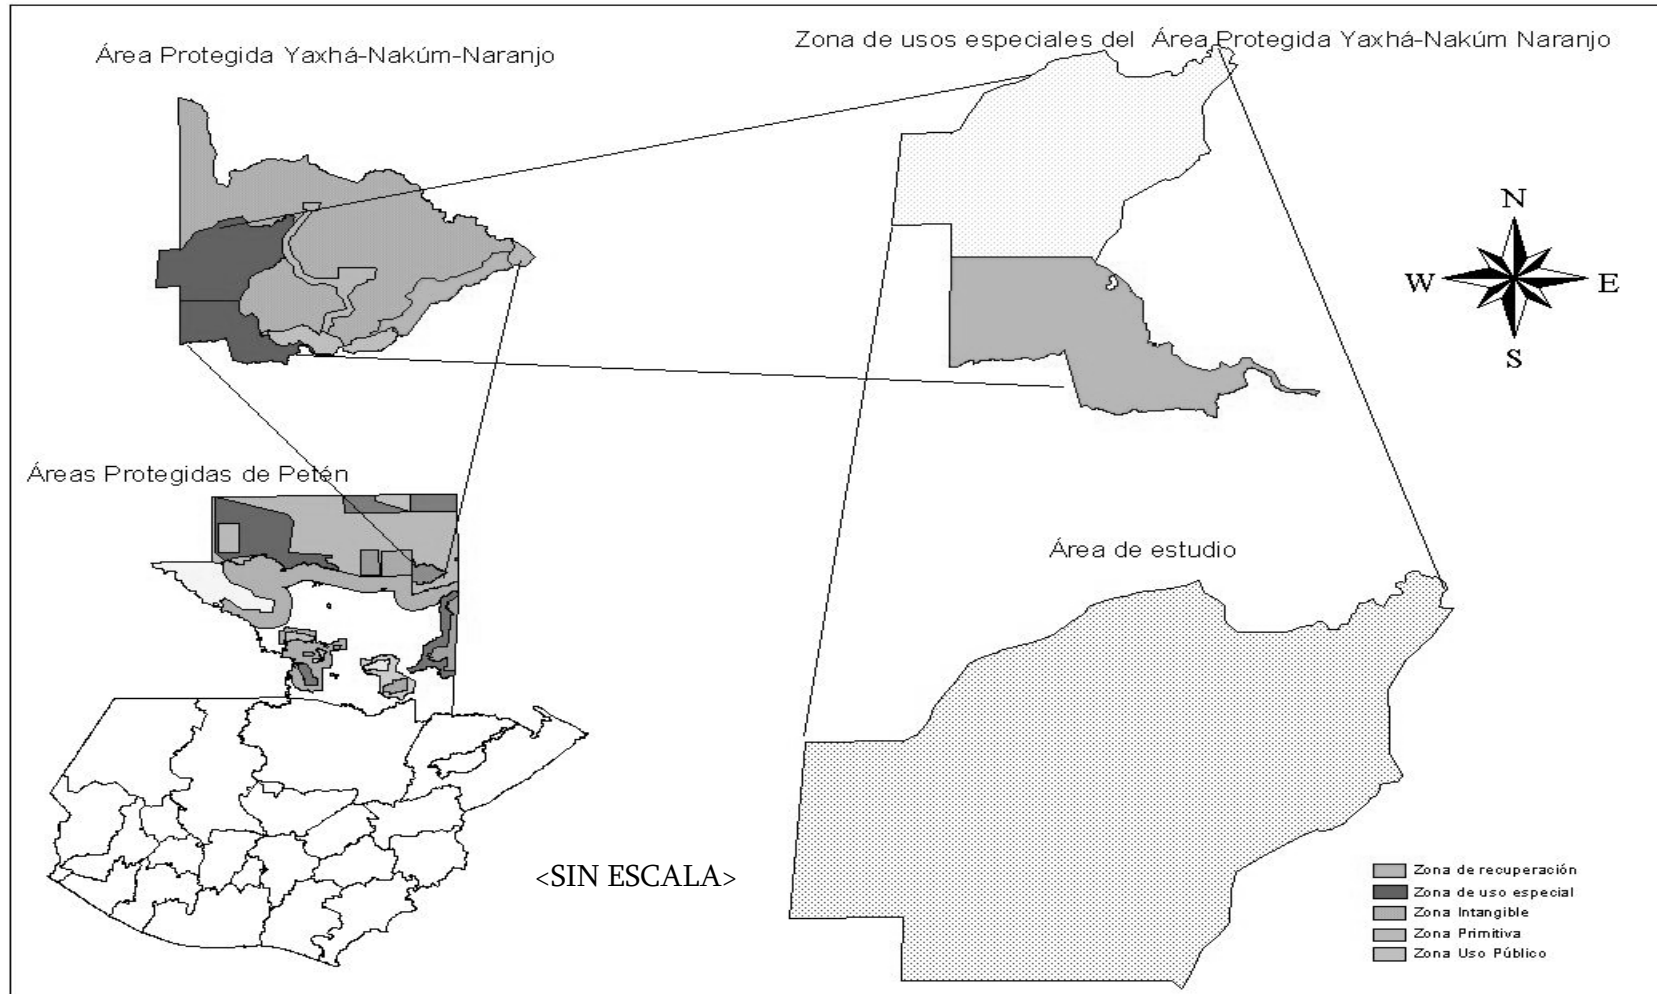 Área Protegida Yaxhá-Nakúm-Naranjo
Zona de usos especiales del Área Protegida Yaxhá-Nakúm Naranjo
N
W
E
S
Áreas Protegidas de Petén
Área de estudio
<SIN ESCALA>
Zona de recuperación
Zona de uso especial
Zona Intangible
Zona Primitiva
Zona Uso Público